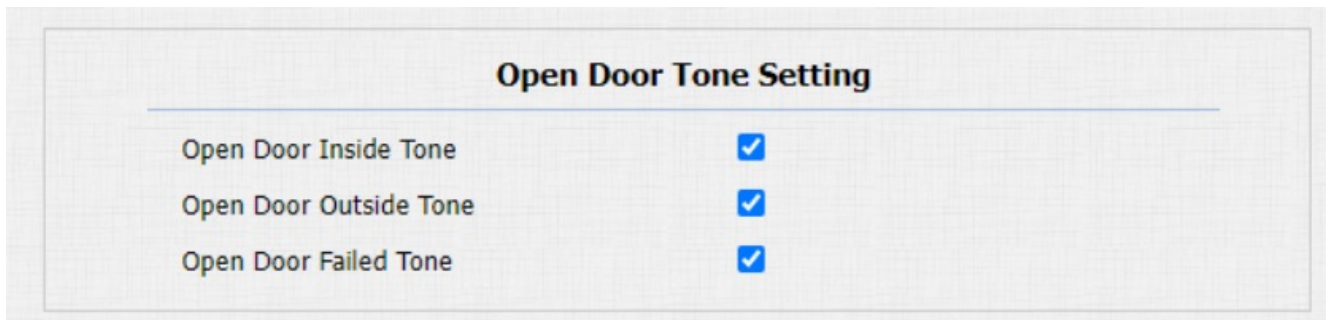 Open Door Tone Setting
Open Door Inside Tone
Open Door Outside Tone
Open Door Failed Tone